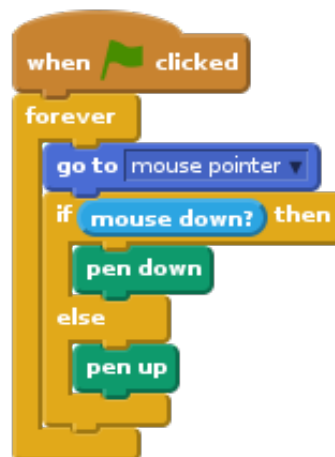 when clicked
forever
go to mouse pointer
if mouse down? then
pen down
else
pen up